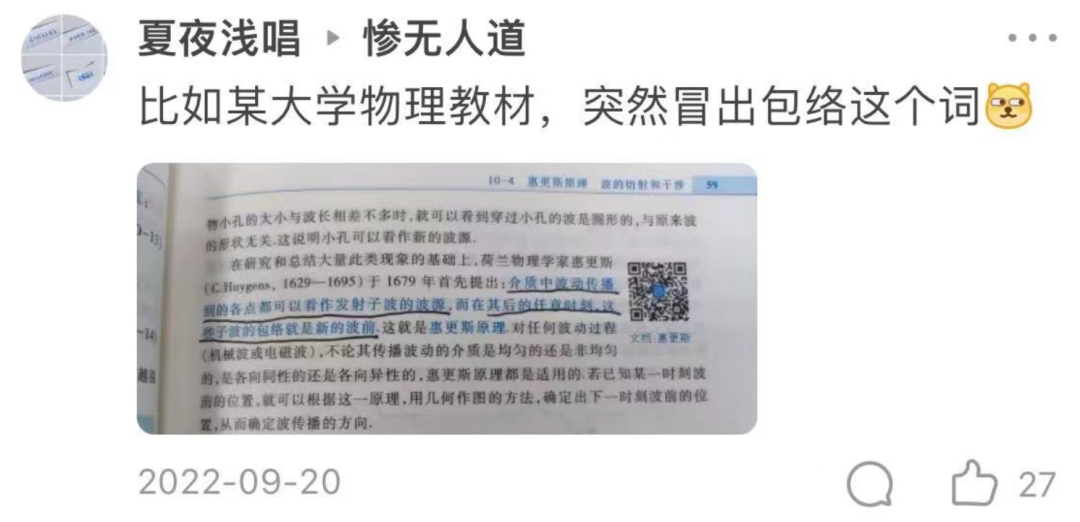 夏夜浅唱 ▸ 惨无人道
比如某大学物理教材，突然冒出包络这个词
10-4 惠更斯原理 波的衍射和干涉 59
物小孔的大小与波长相差不多时,就可以看到穿过小孔的波是圆形的,与原来波
的形状无关.这说明小孔可以看作新的波源.
在研究和总结大量此类现象的基础上,荷兰物理学家惠更斯
(C.Huygens, 1629—1695)于 1679 年首先提出:介质中波动传播
到的各点都可以看作发射子波的波源,而在其后的任意时刻,这
些子波的包络就是新的波前.这就是惠更斯原理.对任何波动过程
(机械波或电磁波),不论其传播波动的介质是均匀的还是非均匀
文档:惠更斯
的,是各向同性的还是各向异性的,惠更斯原理都是适用的.若已知某一时刻波
前的位置,就可以根据这一原理,用几何作图的方法,确定出下一时刻波前的位
置,从而确定波传播的方向.
2022-09-20
27